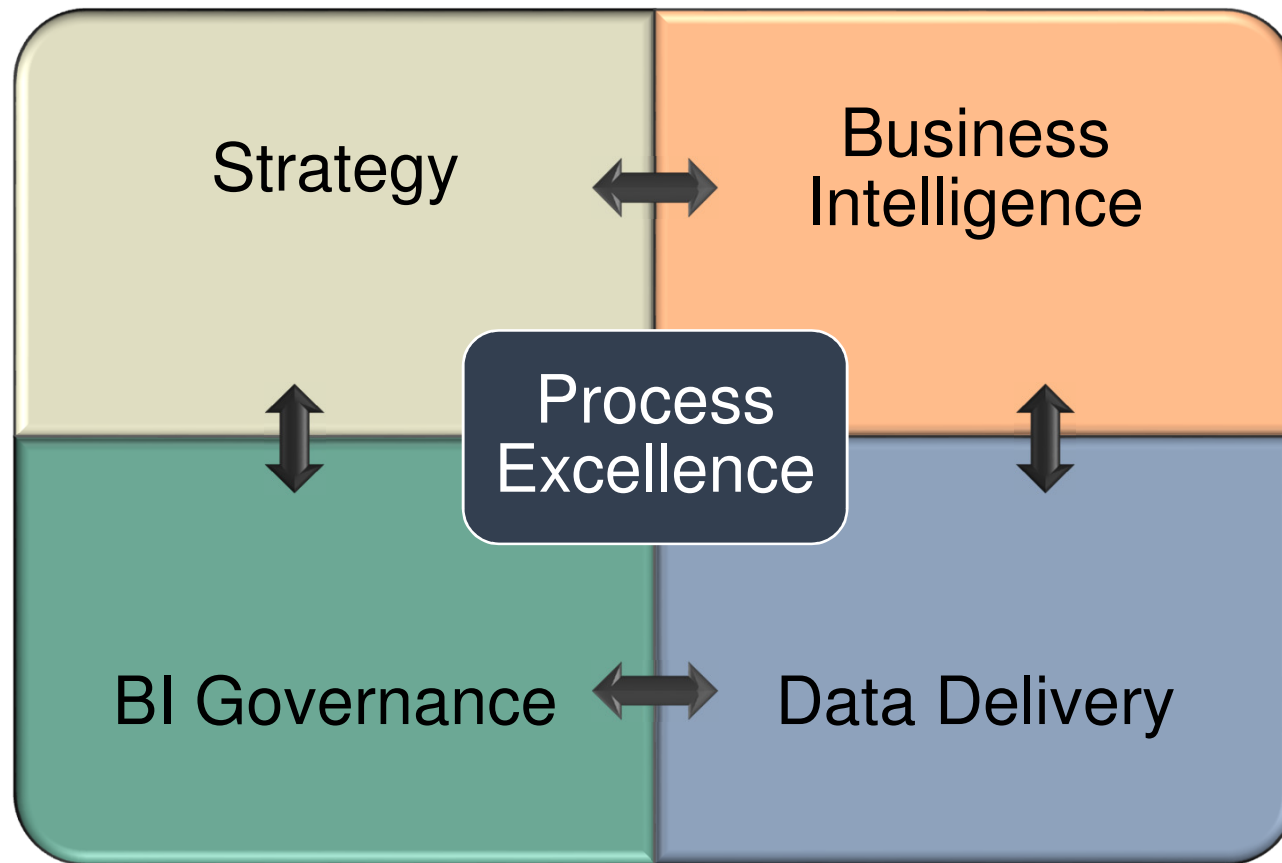 Strategy
Business
Intelligence
Process
Excellence
BI Governance
Data Delivery